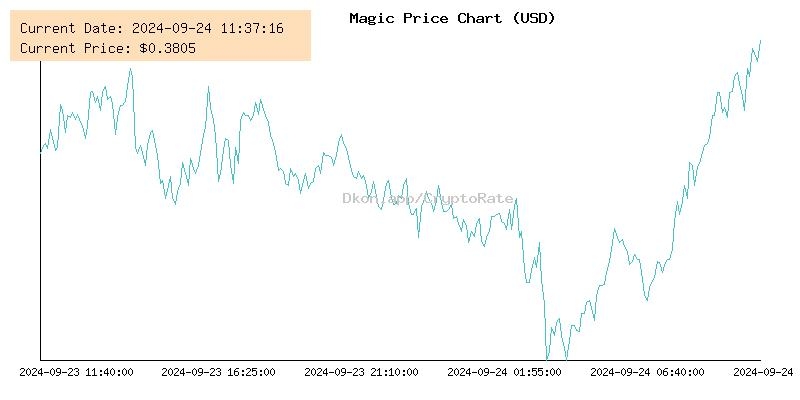 Magic Price Chart (USD)
Current Date: 2024-09-24 11:37:16
Current Price: $0.3805
Dkon.app/CryptoRate
2024-09-23 11:40:00 2024-09-23 16:25:00 2024-09-23 21:10:00 2024-09-24 01:55:00 2024-09-24 06:40:00 2024-09-24